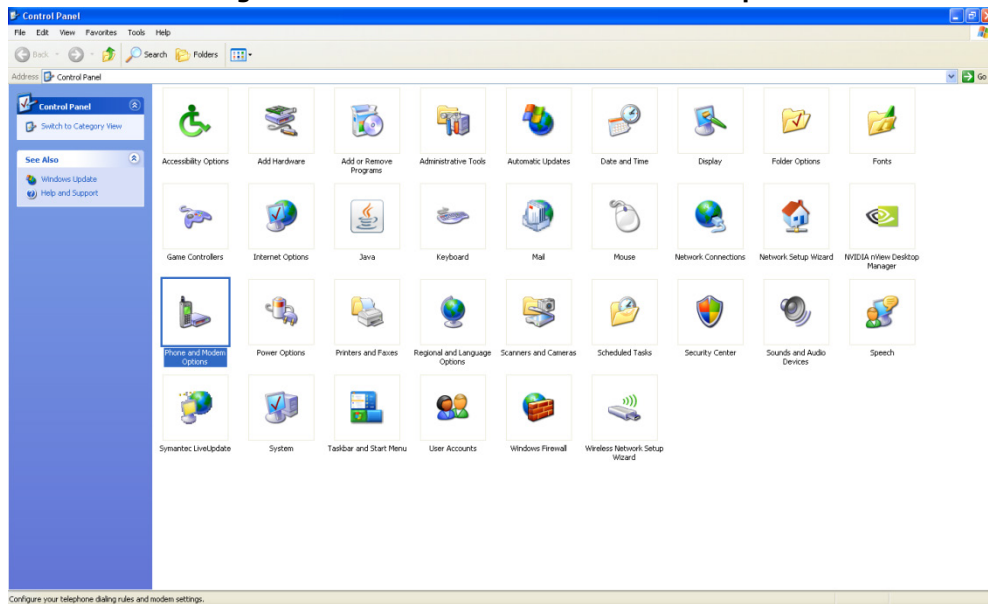 Control Panel
File Edit View Favorites Tools Help
Back Search Folders
Address Control Panel Go
Control Panel
Switch to Category View
See Also
Windows Update
Help and Support
Accessibility Options Add Hardware Add or Remove Programs Administrative Tools Automatic Updates Date and Time Display Folder Options Fonts
Game Controllers Internet Options Java Keyboard Mail Mouse Network Connections Network Setup Wizard NVIDIA nView Desktop Manager
Phone and Modem Options Power Options Printers and Faxes Regional and Language Options Scanners and Cameras Scheduled Tasks Security Center Sounds and Audio Devices Speech
Symantec LiveUpdate System Taskbar and Start Menu User Accounts Windows Firewall Wireless Network Setup Wizard
Configure your telephone dialing rules and modem settings.